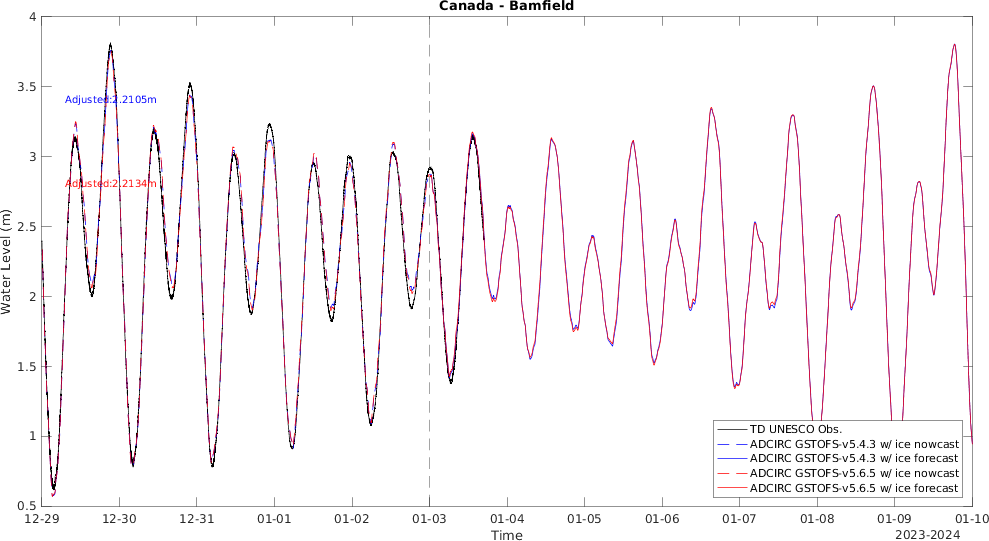 Canada - Bamfield
Water Level (m)
4
3.5
3
2.5
2
1.5
1
0.5
Adjusted:2.2105m
Adjusted:2.2134m
TD UNESCO Obs.
ADCIRC GSTOFS-v5.4.3 w/ ice nowcast
ADCIRC GSTOFS-v5.4.3 w/ ice forecast
ADCIRC GSTOFS-v5.6.5 w/ ice nowcast
ADCIRC GSTOFS-v5.6.5 w/ ice forecast
12-29 12-30 12-31 01-01 01-02 01-03 01-04 01-05 01-06 01-07 01-08 01-09 01-10
Time
2023-2024